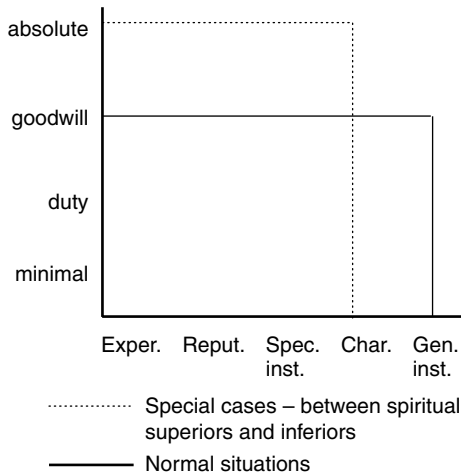 absolute
goodwill
duty
minimal
Exper. Reput. Spec. Char. Gen.
inst. inst.
Special cases – between spiritual
superiors and inferiors
Normal situations